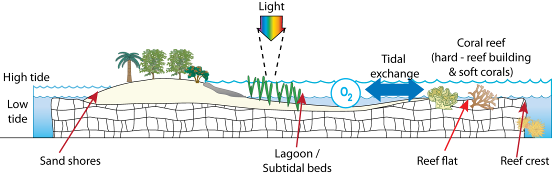 Light
Coral reef
(hard - reef building
& soft corals)
Tidal
exchange
High tide
Low
tide
O2
Sand shores
Lagoon /
Subtidal beds
Reef flat
Reef crest